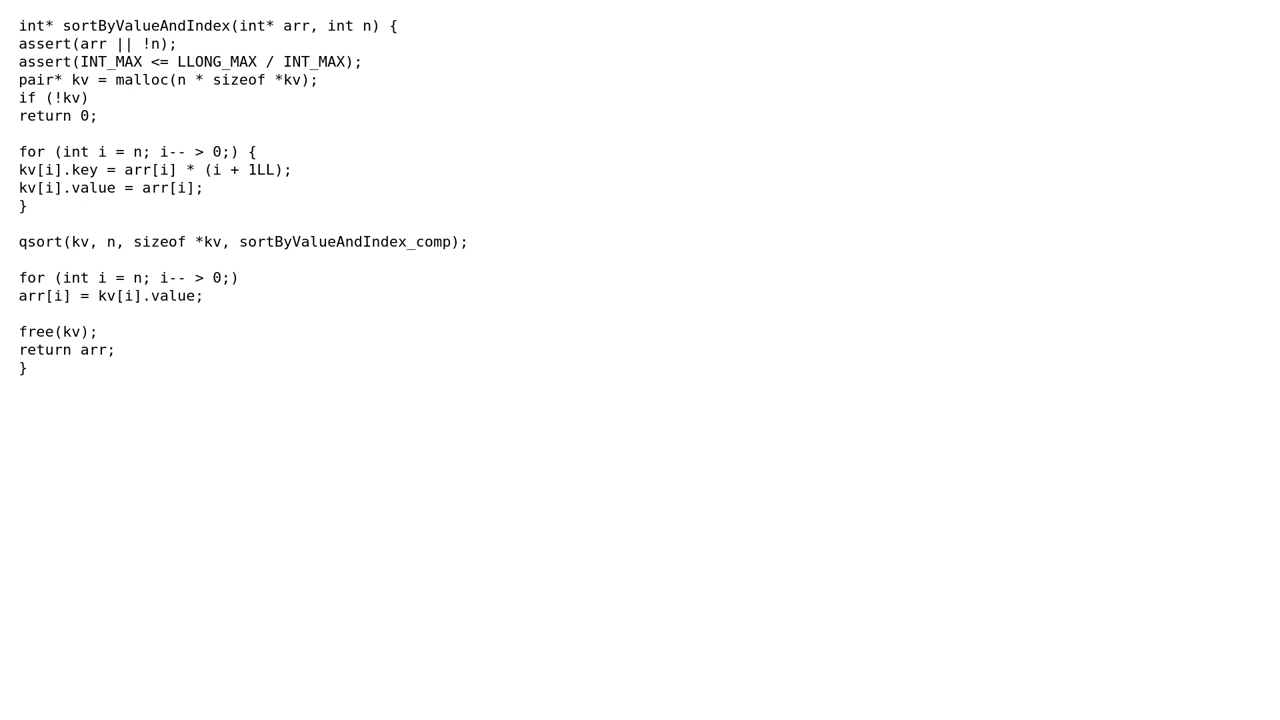 int* sortByValueAndIndex(int* arr, int n) {
assert(arr || !n);
assert(INT_MAX <= LLONG_MAX / INT_MAX);
pair* kv = malloc(n * sizeof *kv);
if (!kv)
return 0;

for (int i = n; i-- > 0;) {
kv[i].key = arr[i] * (i + 1LL);
kv[i].value = arr[i];
}

qsort(kv, n, sizeof *kv, sortByValueAndIndex_comp);

for (int i = n; i-- > 0;)
arr[i] = kv[i].value;

free(kv);
return arr;
}